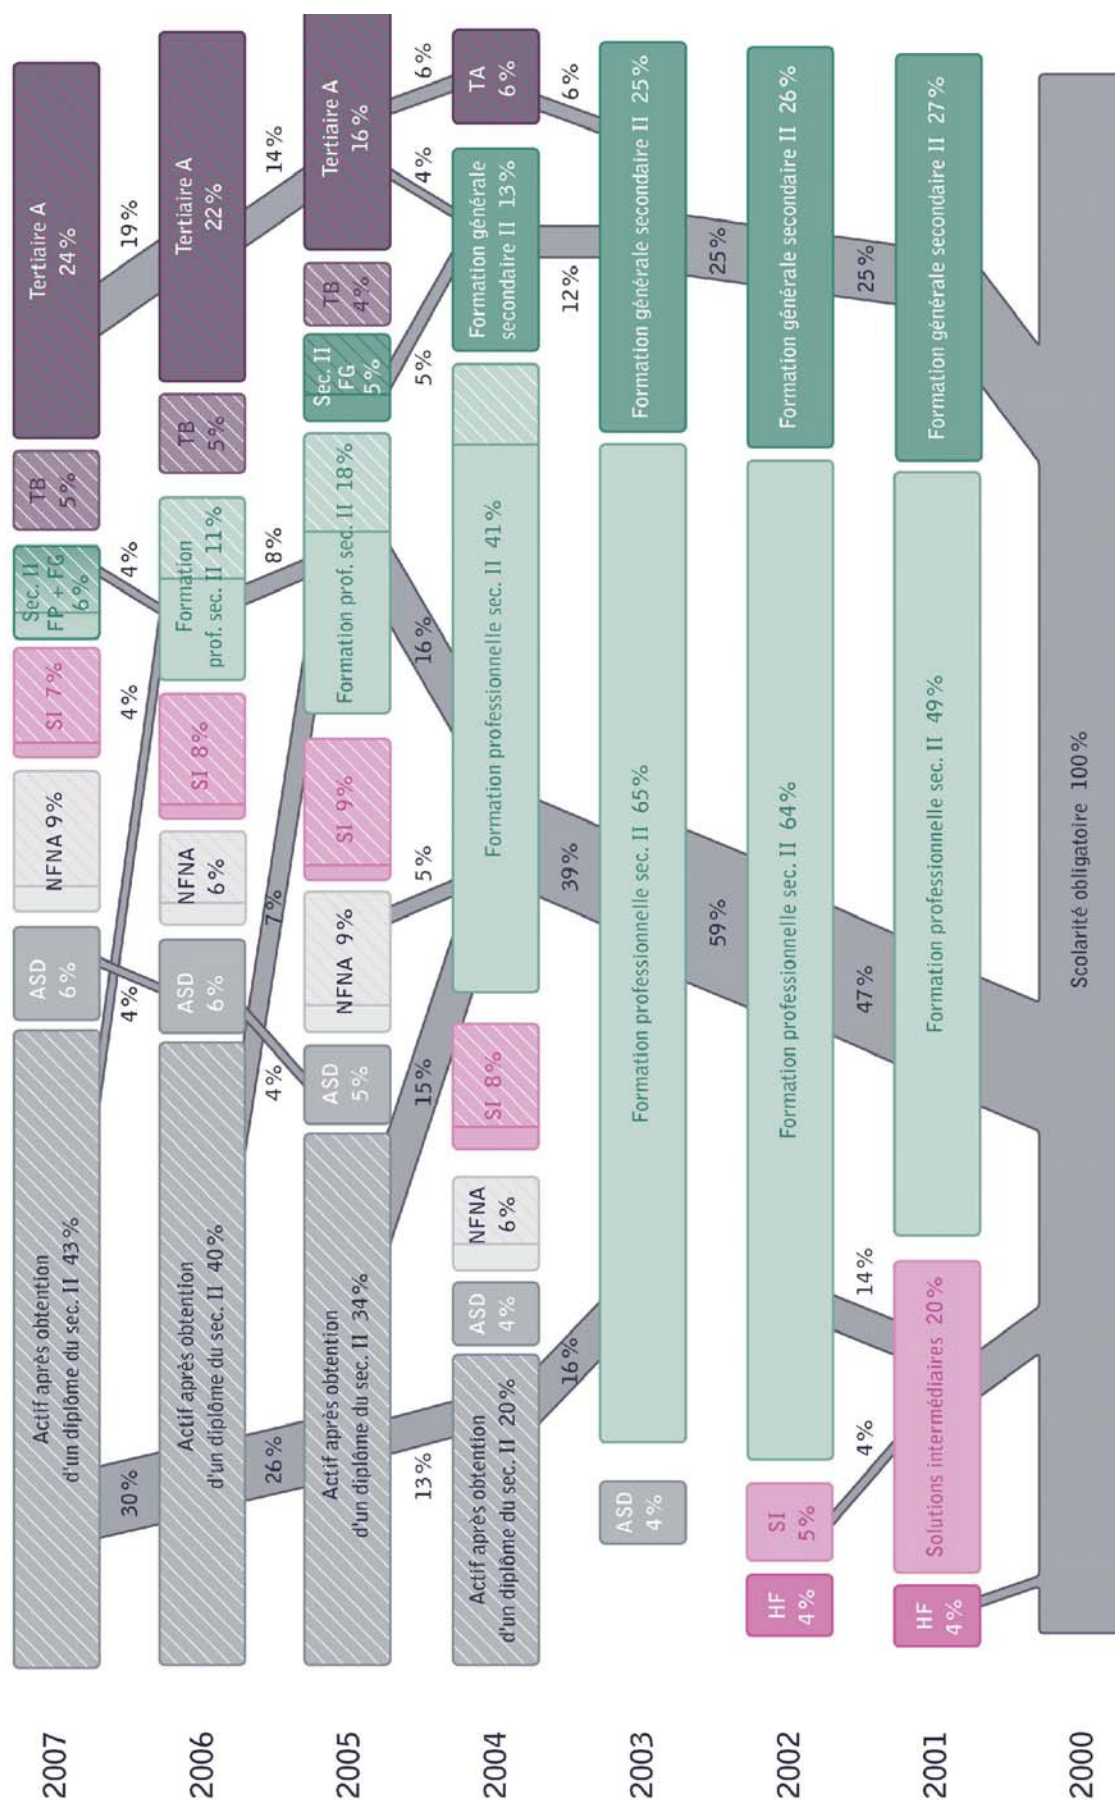 2007
Actif après obtention
d'un diplôme du sec. II 43%
ASD
6%
NFNA 9%
SI 7%
Sec. II
FP + FG
6%
TB
5%
Tertiaire A
24%
30%
4%
4%
4%
19%
2006
Actif après obtention
d'un diplôme du sec. II 40%
ASD
6%
NFNA
6%
SI 8%
Formation
prof. sec. II 11%
TB
5%
Tertiaire A
22%
26%
4%
7%
8%
14%
2005
Actif après obtention
d'un diplôme du sec. II 34%
ASD
5%
NFNA 9%
SI 9%
Formation prof. sec. II 18%
Sec. II
FG
5%
TB
4%
Tertiaire A
16%
13%
15%
5%
16%
5%
4%
6%
2004
Actif après obtention
d'un diplôme du sec. II 20%
ASD
4%
NFNA
6%
SI 8%
Formation professionnelle sec. II 41%
Formation générale
secondaire II 13%
TA
6%
16%
39%
12%
6%
2003
ASD
4%
Formation professionnelle sec. II 65%
Formation générale secondaire II 25%
59%
25%
2002
HF
4%
SI
5%
Formation professionnelle sec. II 64%
Formation générale secondaire II 26%
4%
14%
47%
25%
2001
HF
4%
Solutions intermédiaires 20%
Formation professionnelle sec. II 49%
Formation générale secondaire II 27%
2000
Scolarité obligatoire 100%